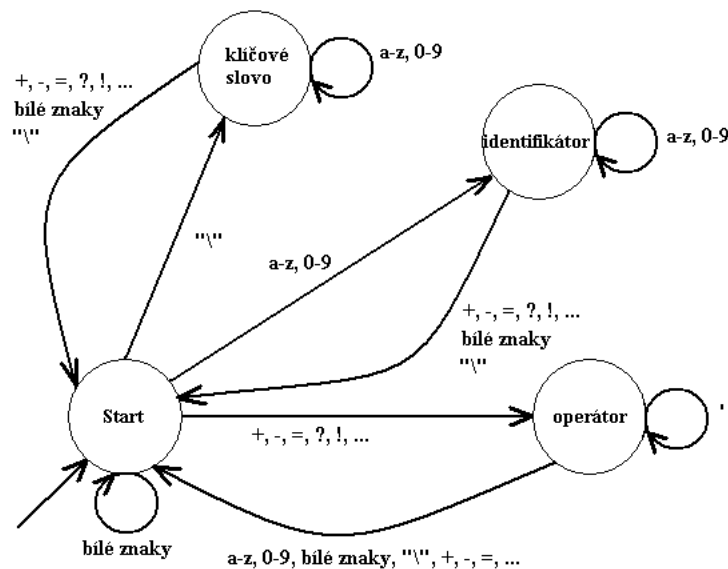 klíčové
slovo
a-z, 0-9
+, -, =, ?, !, ...
bílé znaky
"\"
identifikátor
a-z, 0-9
"\"
a-z, 0-9
+, -, =, ?, !, ...
bílé znaky
"\"
Start
operátor
'
+, -, =, ?, !, ...
bílé znaky
a-z, 0-9, bílé znaky, "\", +, -, =, ...